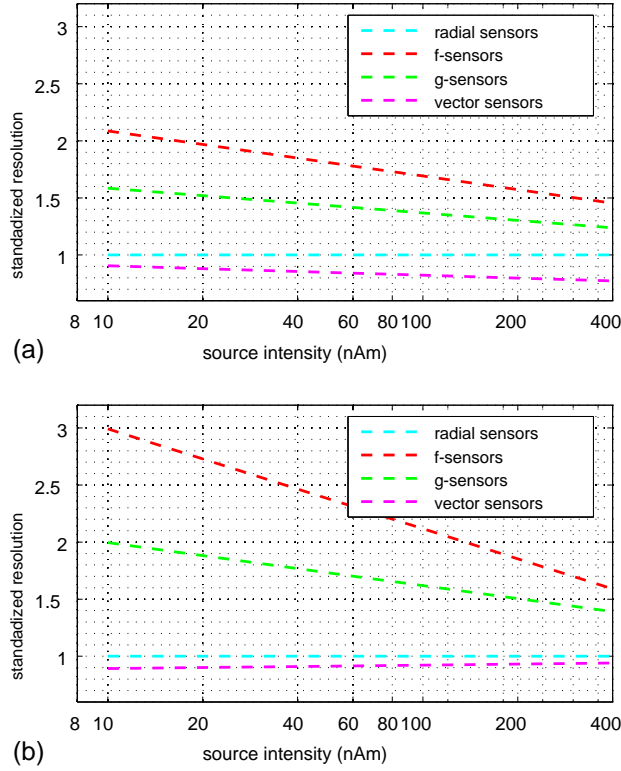 3
radial sensors
f-sensors
2.5
g-sensors
vector sensors
2
1.5
1
8 10 20 40 60 80 100 200 400
standadized resolution
source intensity (nAm)
(a)
3
radial sensors
f-sensors
2.5
g-sensors
vector sensors
2
1.5
1
8 10 20 40 60 80 100 200 400
standadized resolution
source intensity (nAm)
(b)